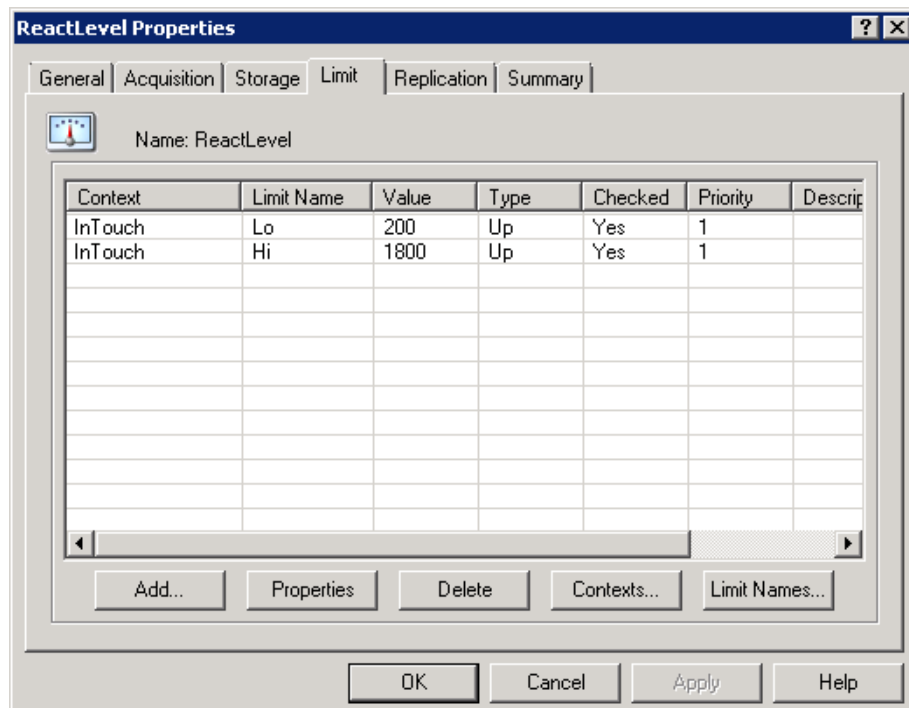 ReactLevel Properties
General Acquisition Storage Limit Replication Summary
Name: ReactLevel
Context Limit Name Value Type Checked Priority Descrip
InTouch Lo 200 Up Yes 1
InTouch Hi 1800 Up Yes 1
Add... Properties Delete Contexts... Limit Names...
OK Cancel Apply Help